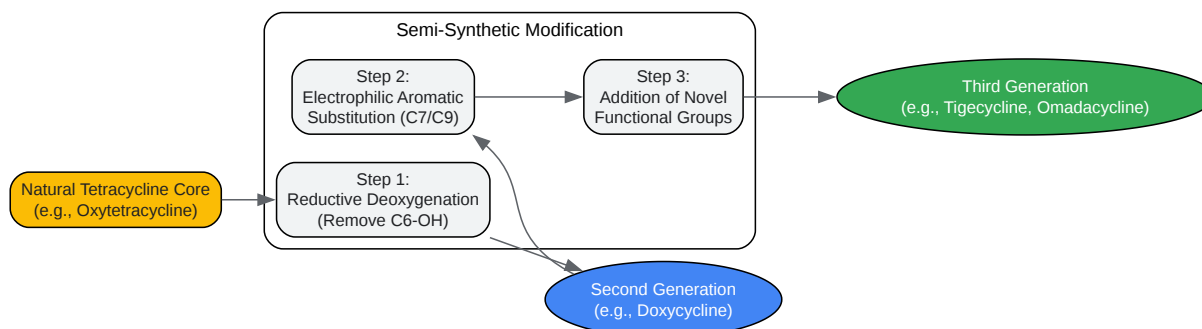 Semi-Synthetic Modification
Step 2:
Electrophilic Aromatic
Substitution (C7/C9)
Step 3:
Addition of Novel
Functional Groups
Third Generation
(e.g., Tigecycline, Omadacycline)
Natural Tetracycline Core
(e.g., Oxytetracycline)
Step 1:
Reductive Deoxygenation
(Remove C6-OH)
Second Generation
(e.g., Doxycycline)